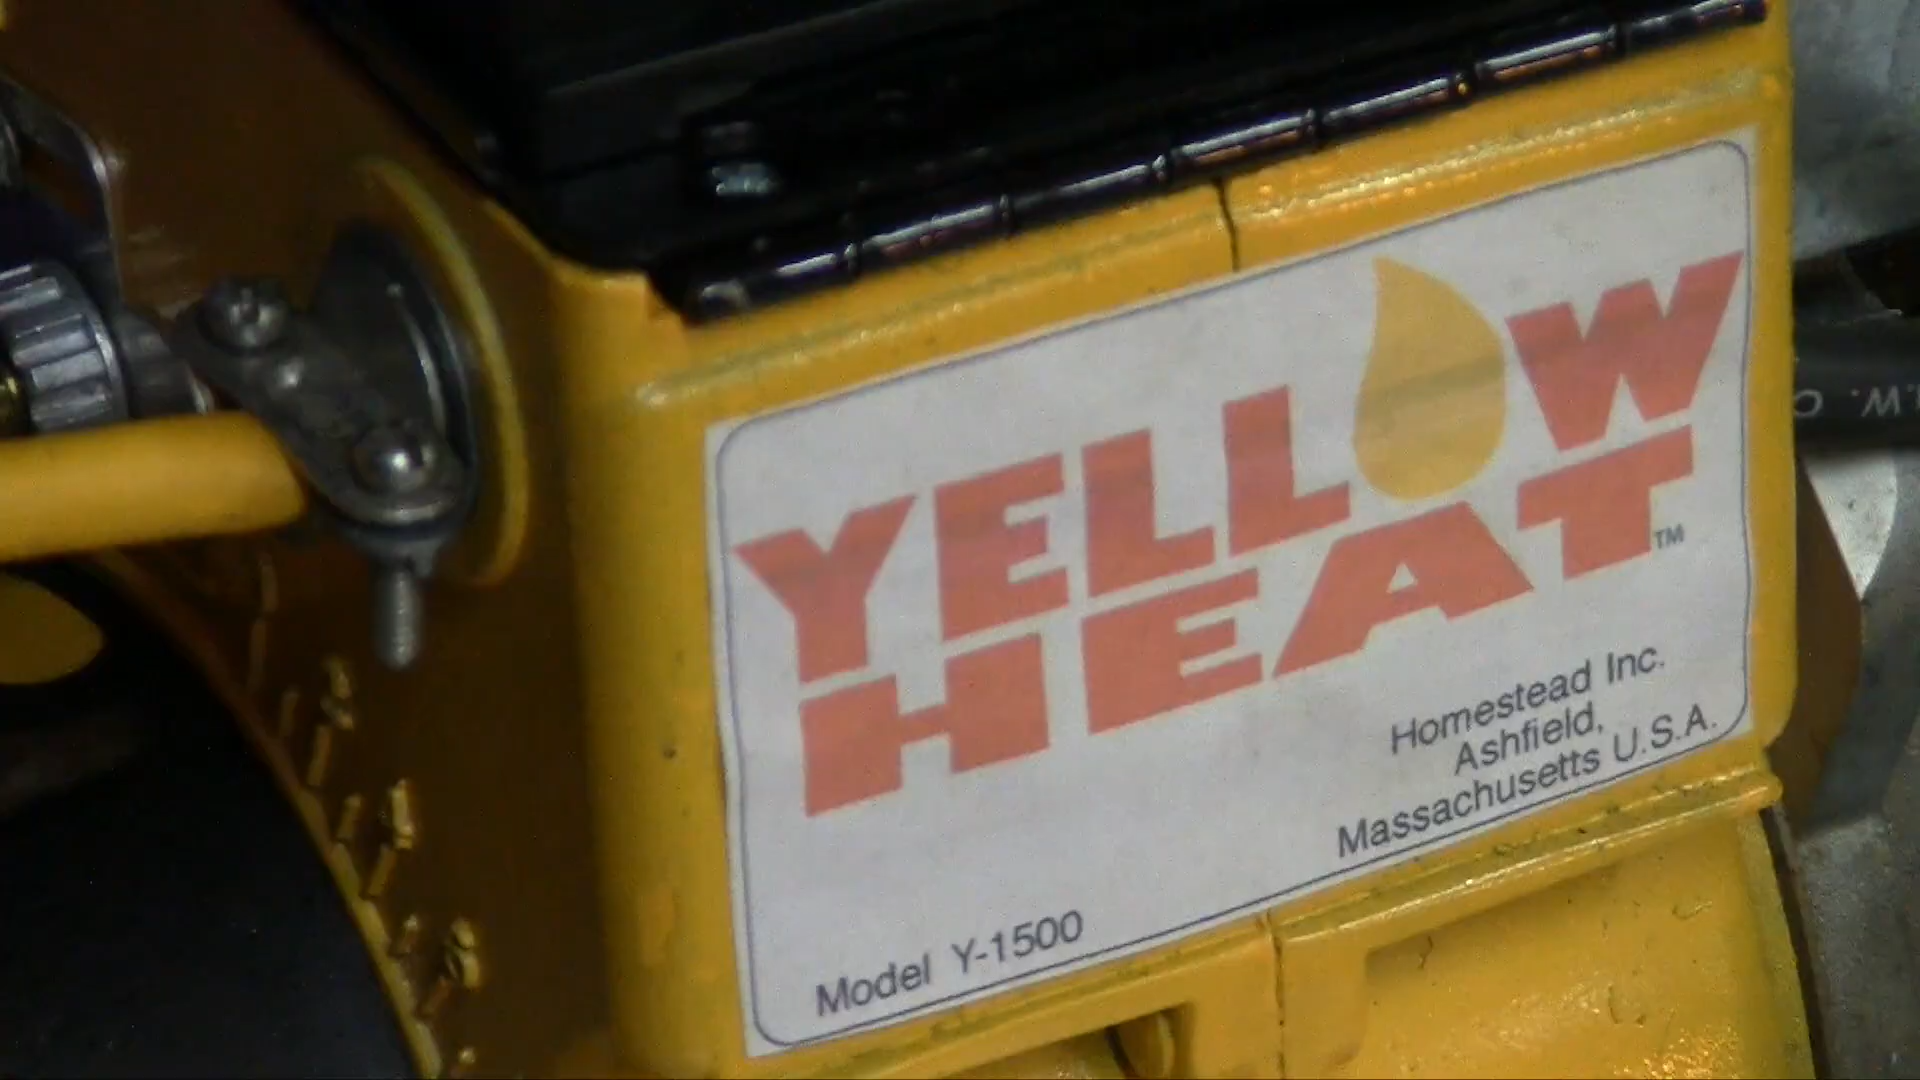 YELLOW
HEAT™
Homestead Inc.
Ashfield,
Massachusetts U.S.A.
Model Y-1500